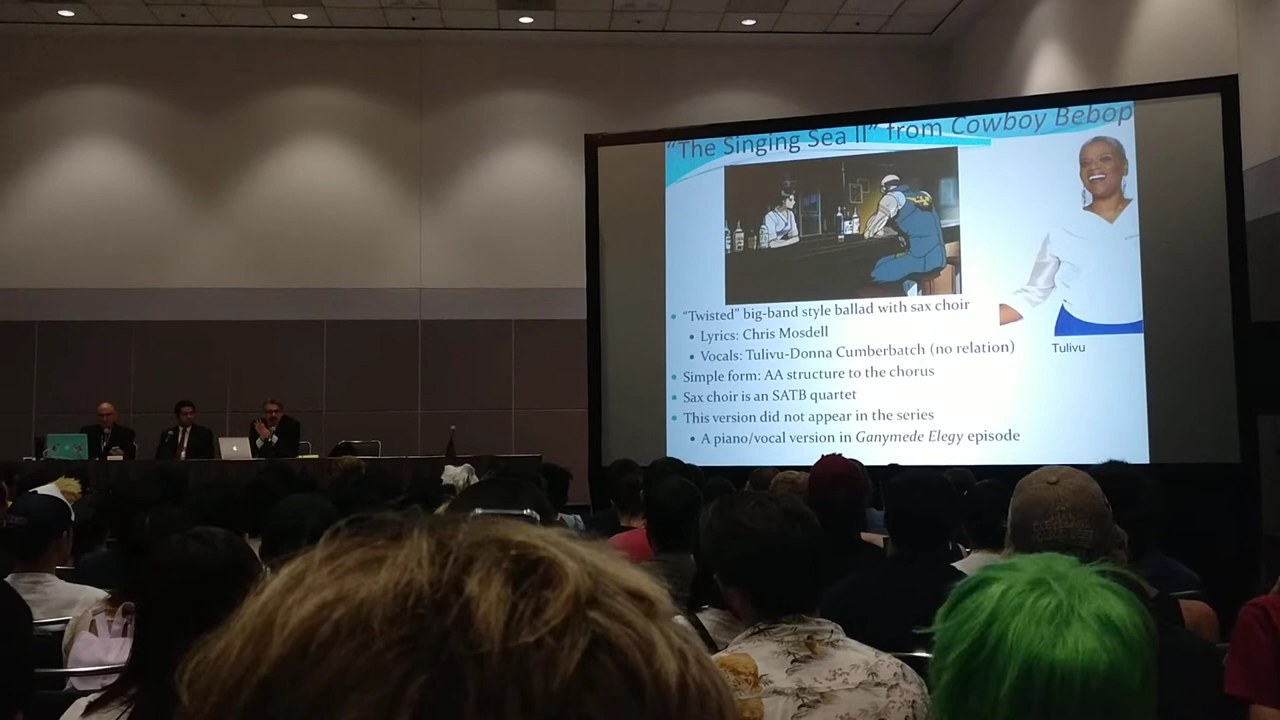 "The Singing Sea II" from Cowboy Bebop
• "Twisted" big-band style ballad with sax choir
• Lyrics: Chris Mosdell
• Vocals: Tulivu-Donna Cumberbatch (no relation)
• Simple form: AA structure to the chorus
• Sax choir is an SATB quartet
• This version did not appear in the series
• A piano/vocal version in Ganymede Elegy episode
Tulivu